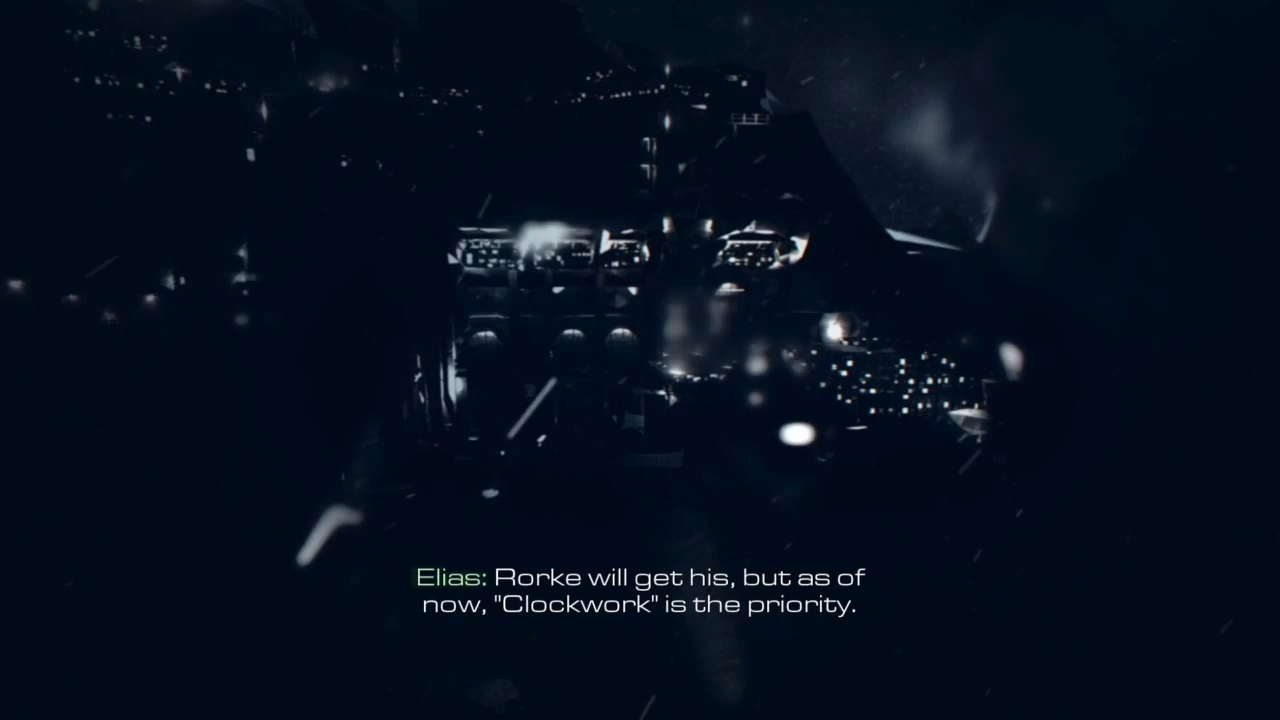 Elias: Rorke will get his, but as of
now, "Clockwork" is the priority.